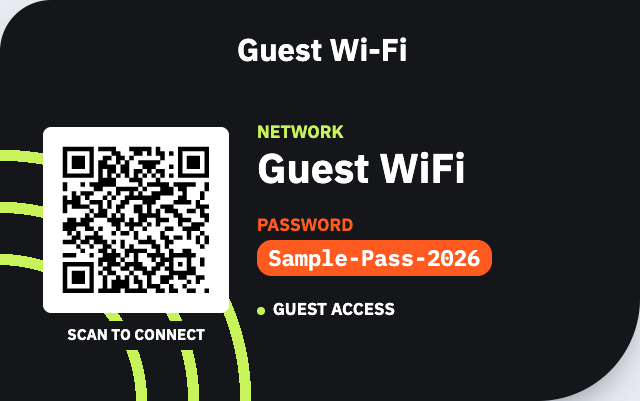 Guest Wi-Fi
NETWORK
Guest WiFi
PASSWORD
Sample-Pass-2026
GUEST ACCESS
SCAN TO CONNECT